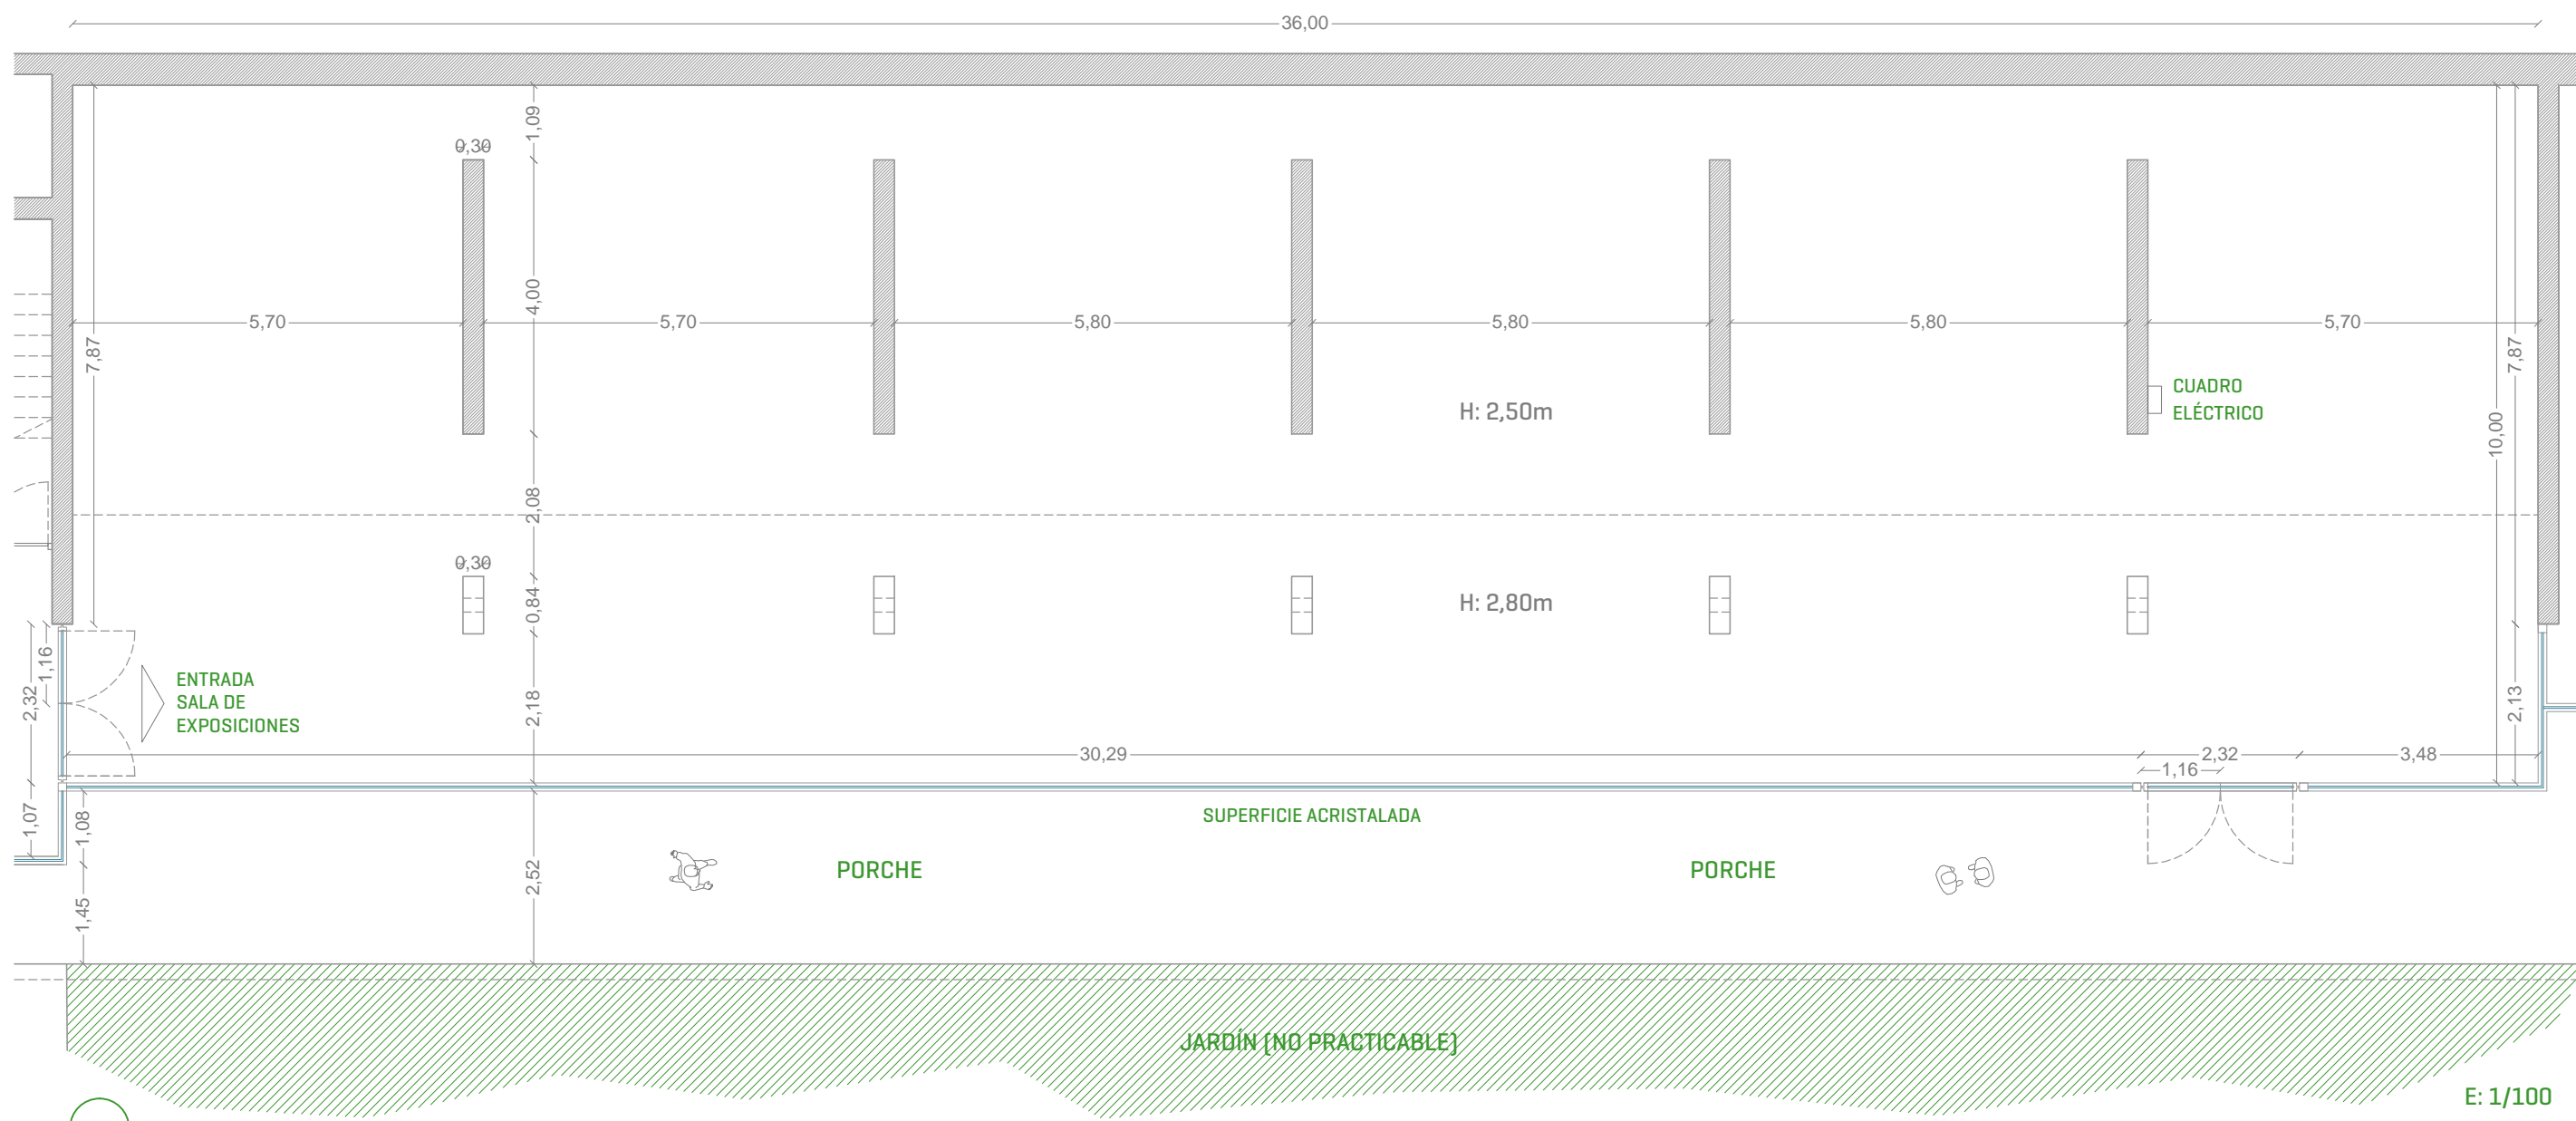 36,00
1,09
0,30
4,00
5,70
5,70
5,80
5,80
5,80
5,70
7,87
7,87
CUADRO
ELÉCTRICO
H: 2,50m
10,00
2,08
0,30
0,84
H: 2,80m
1,16
2,32
ENTRADA
SALA DE
EXPOSICIONES
2,18
2,13
30,29
2,32
3,48
1,16
1,07
1,08
SUPERFICIE ACRISTALADA
PORCHE
PORCHE
2,52
1,45
JARDÍN [NO PRACTICABLE]
E: 1/100